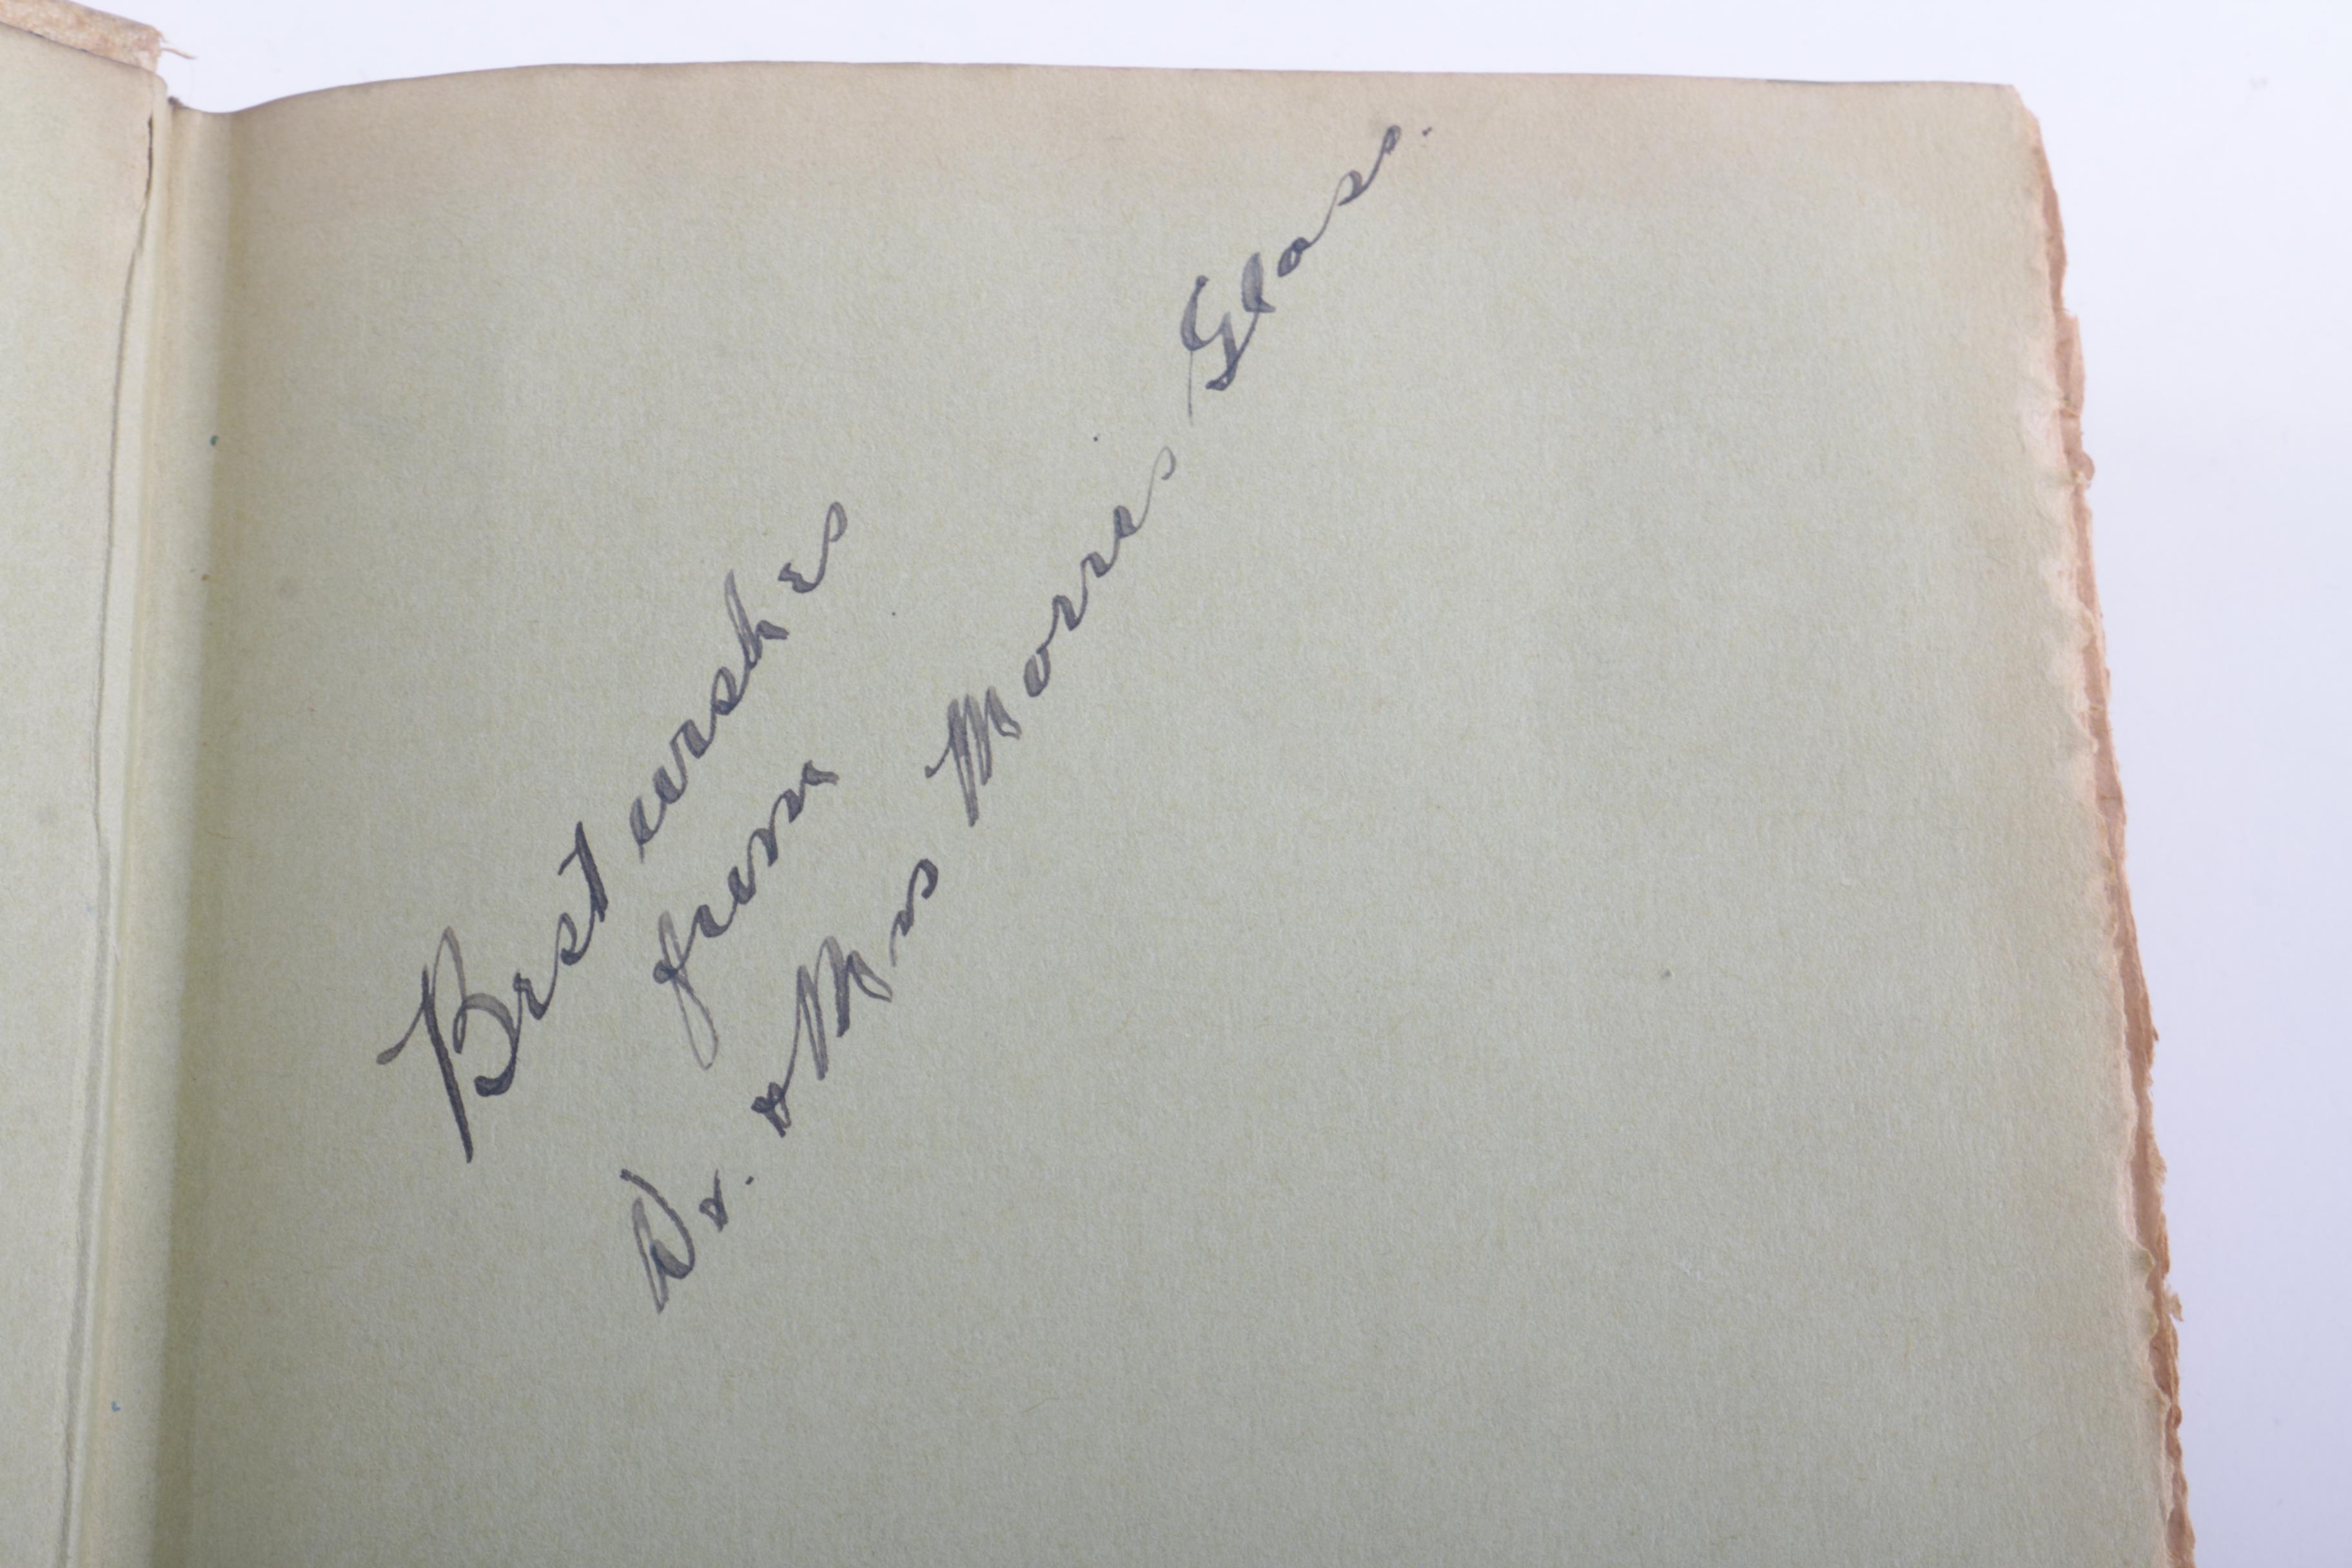 Best wishes
from
Dr. & Mrs Morris Glass.